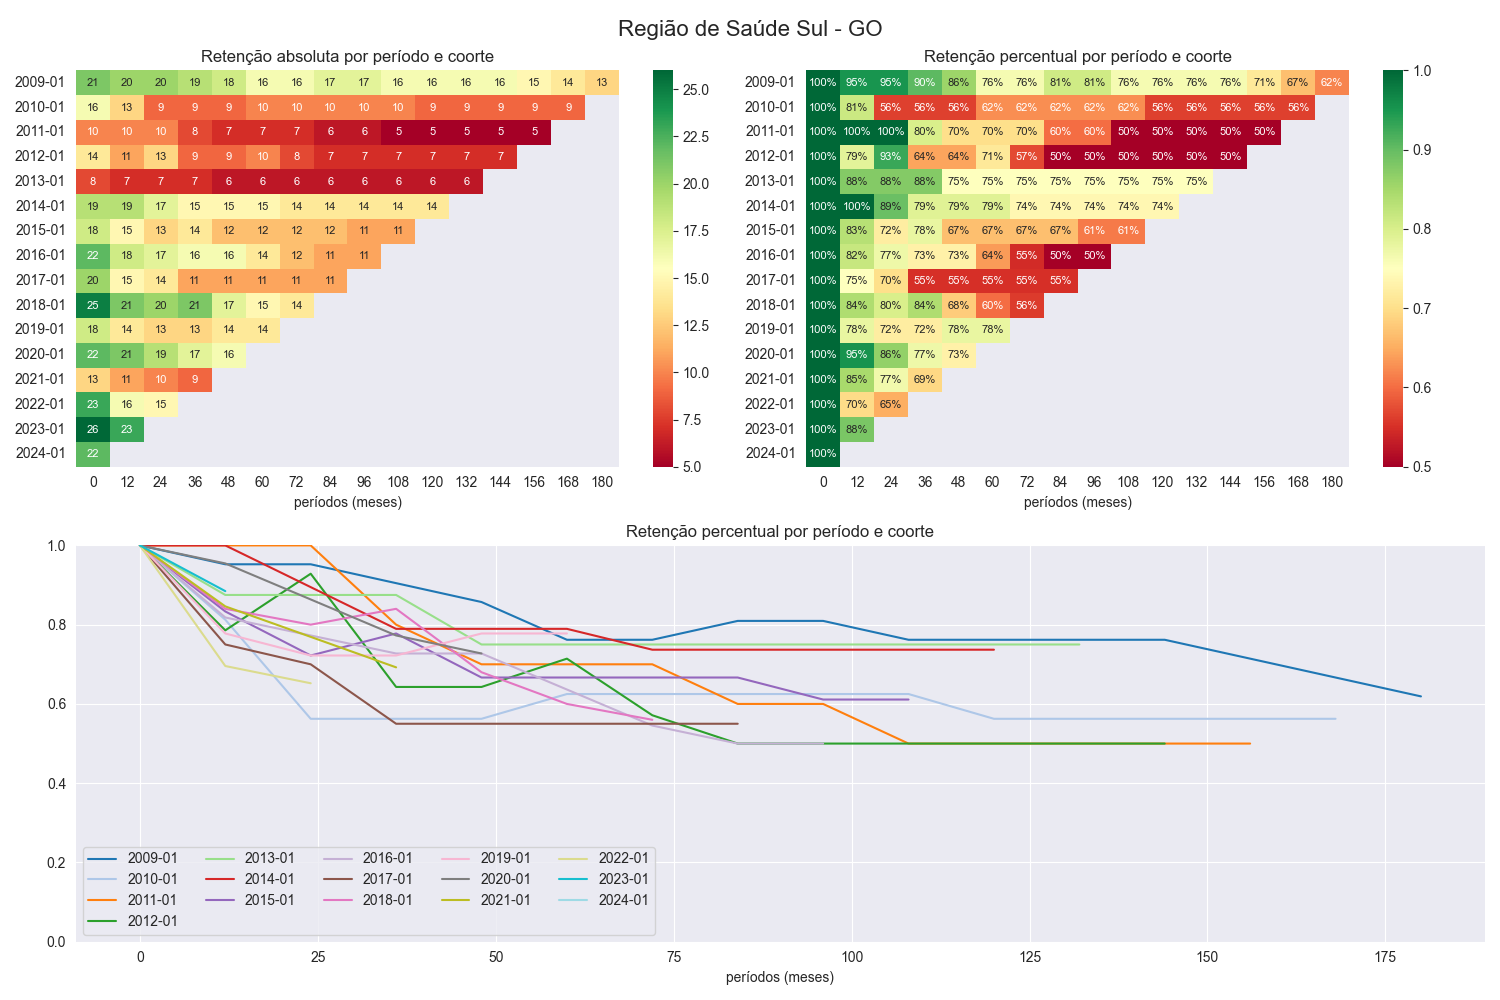 Região de Saúde Sul - GO
Retenção absoluta por período e coorte
2009-01 21 20 20 19 18 16 16 17 17 16 16 16 16 15 14 13
2010-01 16 13 9 9 9 10 10 10 10 10 9 9 9 9 9
2011-01 10 10 10 8 7 7 7 6 6 5 5 5 5 5
2012-01 14 11 13 9 9 10 8 7 7 7 7 7 7
2013-01 8 7 7 7 6 6 6 6 6 6 6 6
2014-01 19 19 17 15 15 15 14 14 14 14 14
2015-01 18 15 13 14 12 12 12 12 11 11
2016-01 22 18 17 16 16 14 12 11 11
2017-01 20 15 14 11 11 11 11 11
2018-01 25 21 20 21 17 15 14
2019-01 18 14 13 13 14 14
2020-01 22 21 19 17 16
2021-01 13 11 10 9
2022-01 23 16 15
2023-01 26 23
2024-01 22
0 12 24 36 48 60 72 84 96 108 120 132 144 156 168 180
períodos (meses)
25.0
22.5
20.0
17.5
15.0
12.5
10.0
7.5
5.0
Retenção percentual por período e coorte
2009-01 100% 95% 95% 90% 86% 76% 76% 81% 81% 76% 76% 76% 76% 71% 67% 62%
2010-01 100% 81% 56% 56% 56% 62% 62% 62% 62% 62% 56% 56% 56% 56% 56%
2011-01 100% 100% 100% 80% 70% 70% 70% 60% 60% 50% 50% 50% 50% 50%
2012-01 100% 79% 93% 64% 64% 71% 57% 50% 50% 50% 50% 50% 50%
2013-01 100% 88% 88% 88% 75% 75% 75% 75% 75% 75% 75% 75%
2014-01 100% 100% 89% 79% 79% 79% 74% 74% 74% 74% 74%
2015-01 100% 83% 72% 78% 67% 67% 67% 67% 61% 61%
2016-01 100% 82% 77% 73% 73% 64% 55% 50% 50%
2017-01 100% 75% 70% 55% 55% 55% 55% 55%
2018-01 100% 84% 80% 84% 68% 60% 56%
2019-01 100% 78% 72% 72% 78% 78%
2020-01 100% 95% 86% 77% 73%
2021-01 100% 85% 77% 69%
2022-01 100% 70% 65%
2023-01 100% 88%
2024-01 100%
0 12 24 36 48 60 72 84 96 108 120 132 144 156 168 180
períodos (meses)
1.0
0.9
0.8
0.7
0.6
0.5
Retenção percentual por período e coorte
1.0
0.8
0.6
0.4
0.2
0.0
2009-01 2013-01 2016-01 2019-01 2022-01
2010-01 2014-01 2017-01 2020-01 2023-01
2011-01 2015-01 2018-01 2021-01 2024-01
2012-01
0 25 50 75 100 125 150 175
períodos (meses)